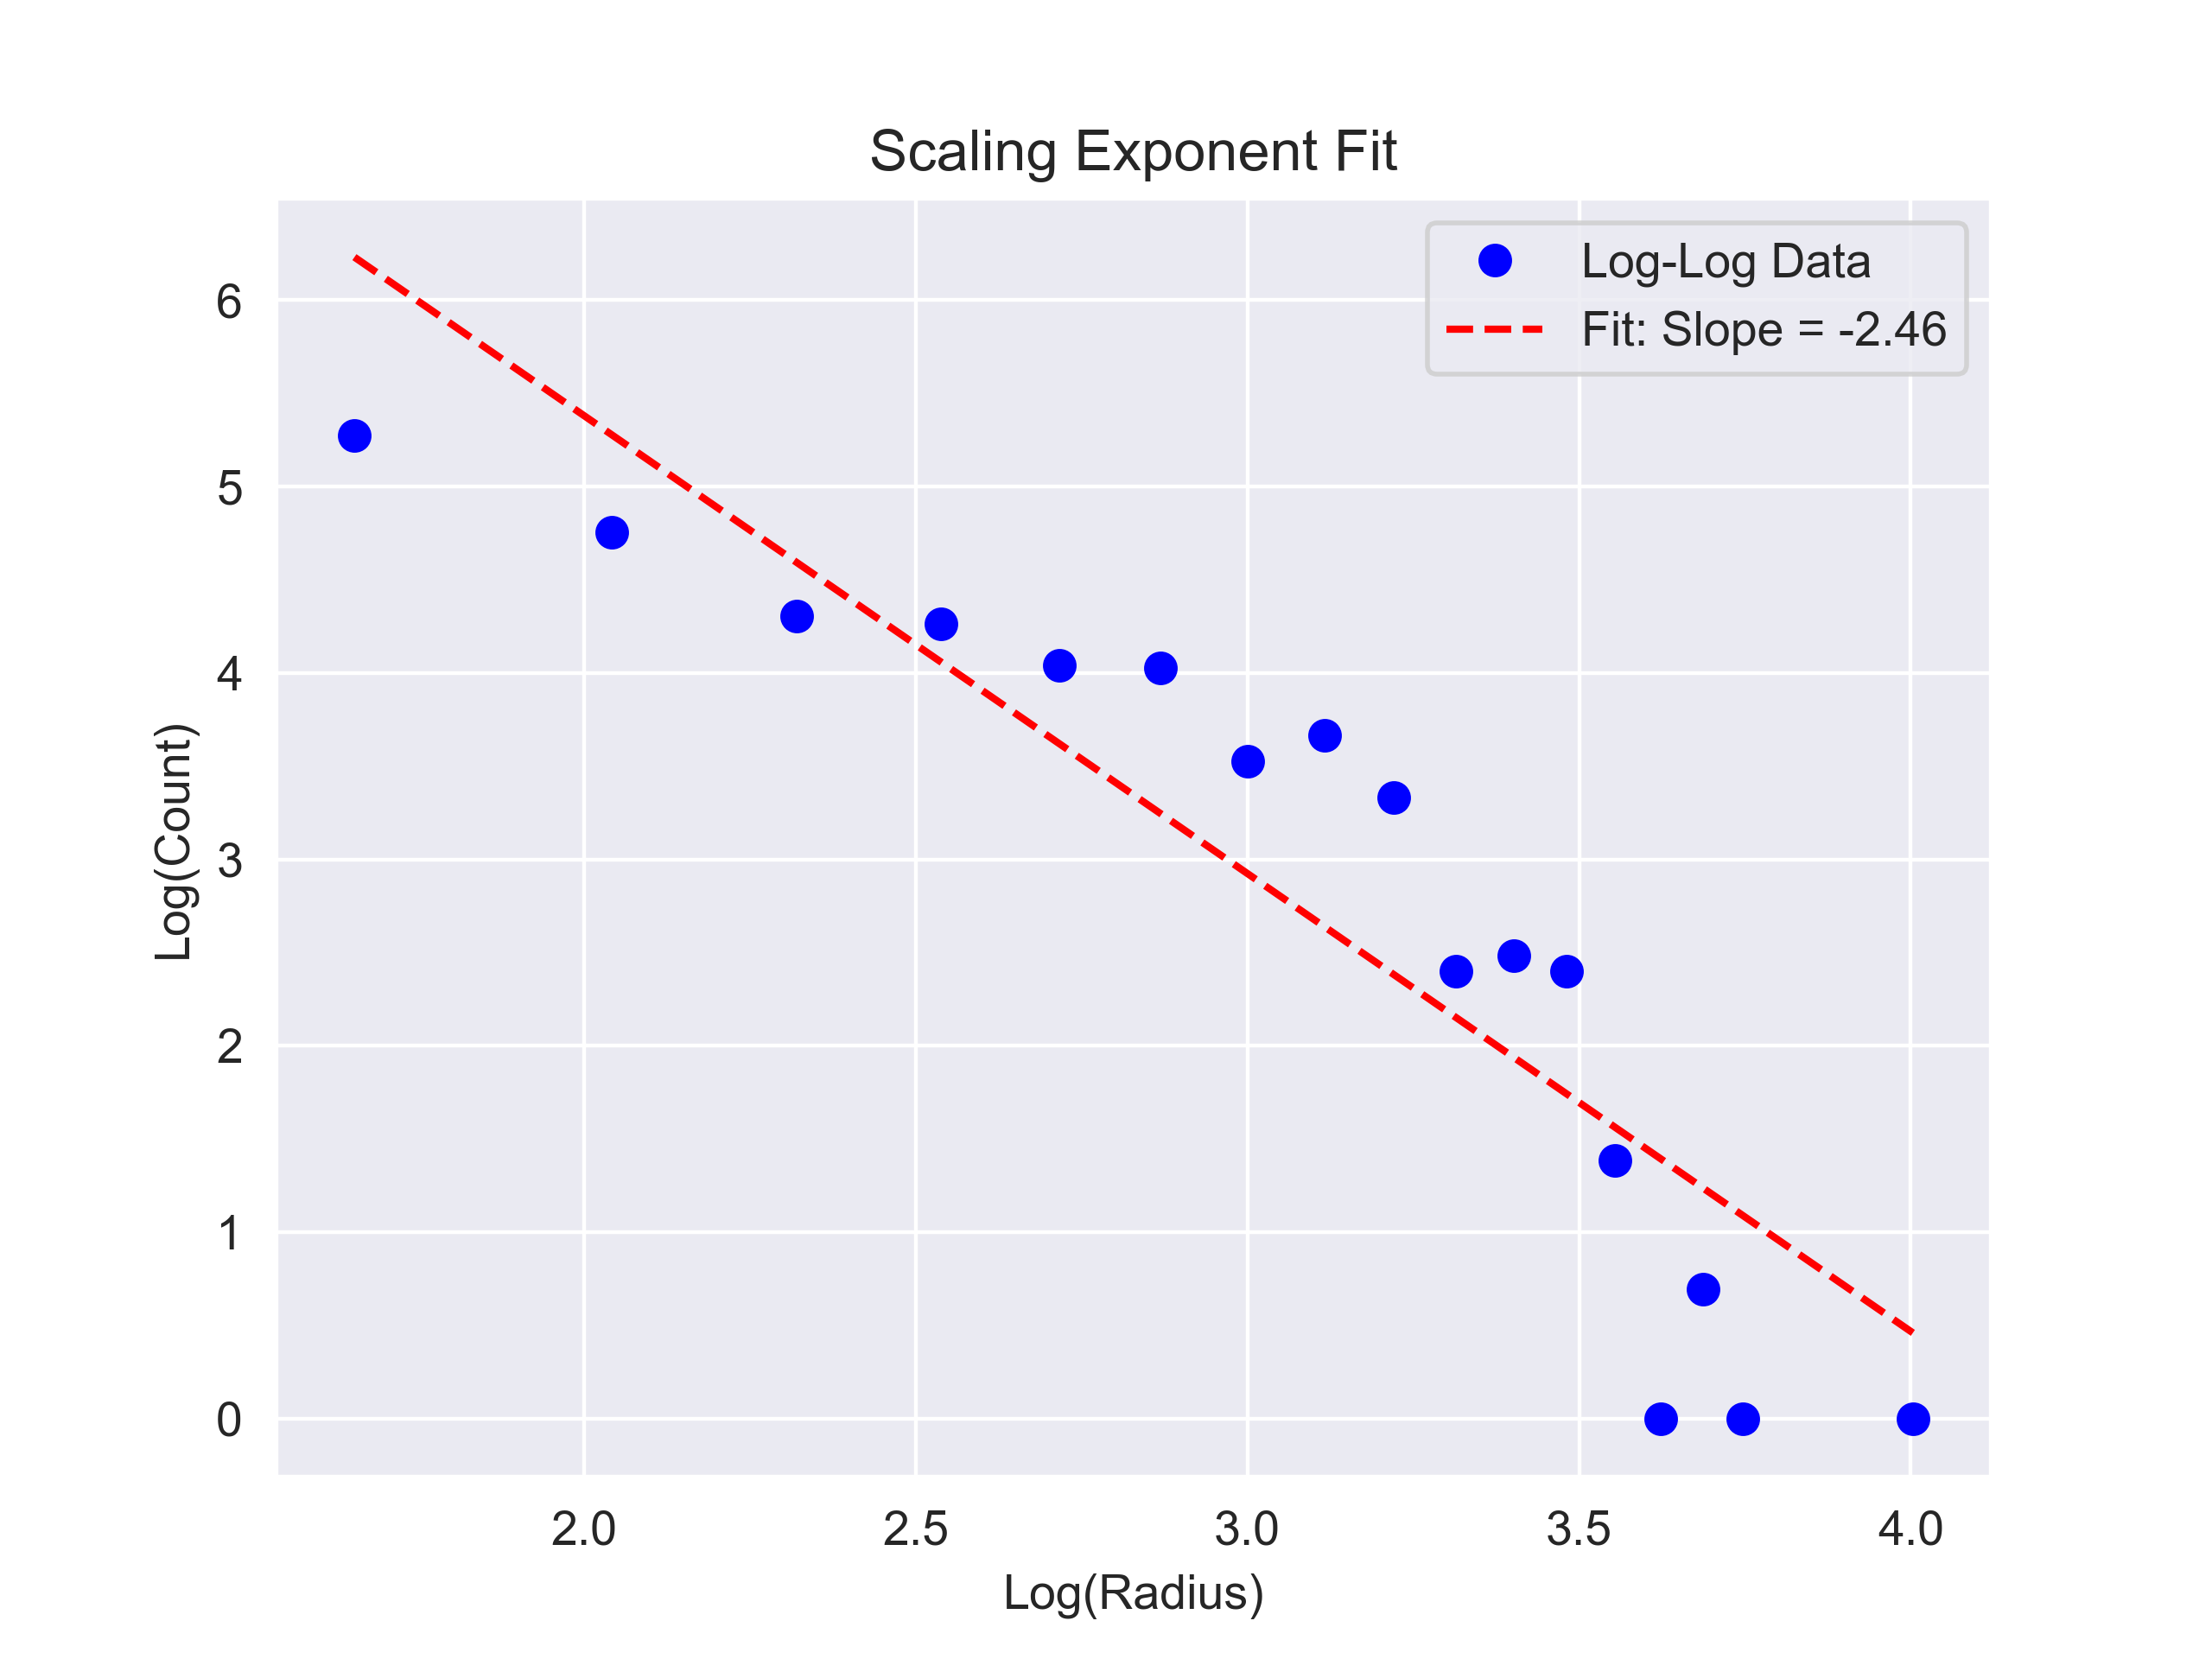 Scaling Exponent Fit
Log-Log Data
Fit: Slope = -2.46
6
5
4
3
2
1
0
Log(Count)
2.0 2.5 3.0 3.5 4.0
Log(Radius)